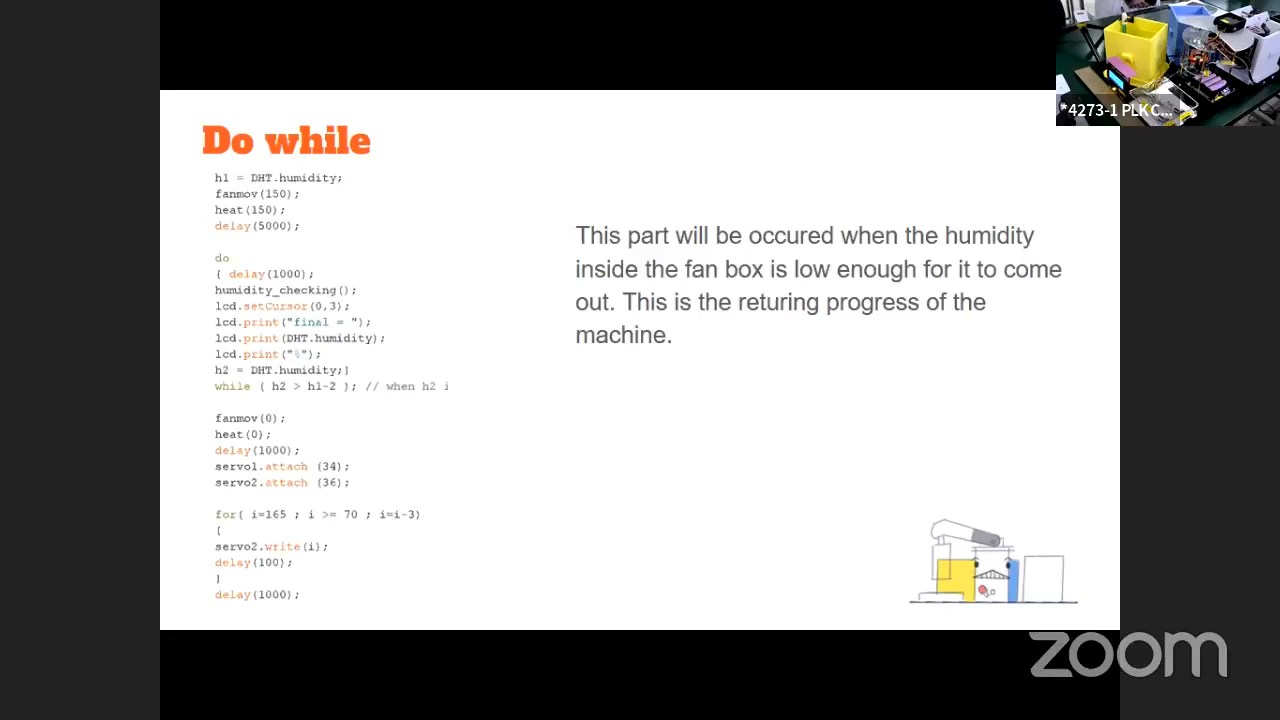 *4273-1 PLK C...
Do while
h1 = DHT.humidity;
fanmov(150);
heat(150);
delay(5000);
do
{ delay(1000);
humidity_checking();
lcd.setCursor(0,3);
lcd.print("final = ");
lcd.print(DHT.humidity);
lcd.print("%");
h2 = DHT.humidity;}
while ( h2 > h1-2 ); // when h2 i
fanmov(0);
heat(0);
delay(1000);
servo1.attach (34);
servo2.attach (36);
for( i=165 ; i >= 70 ; i=i-3)
{
servo2.write(i);
delay(100);
}
delay(1000);
This part will be occured when the humidity
inside the fan box is low enough for it to come
out. This is the returing progress of the
machine.
zoom